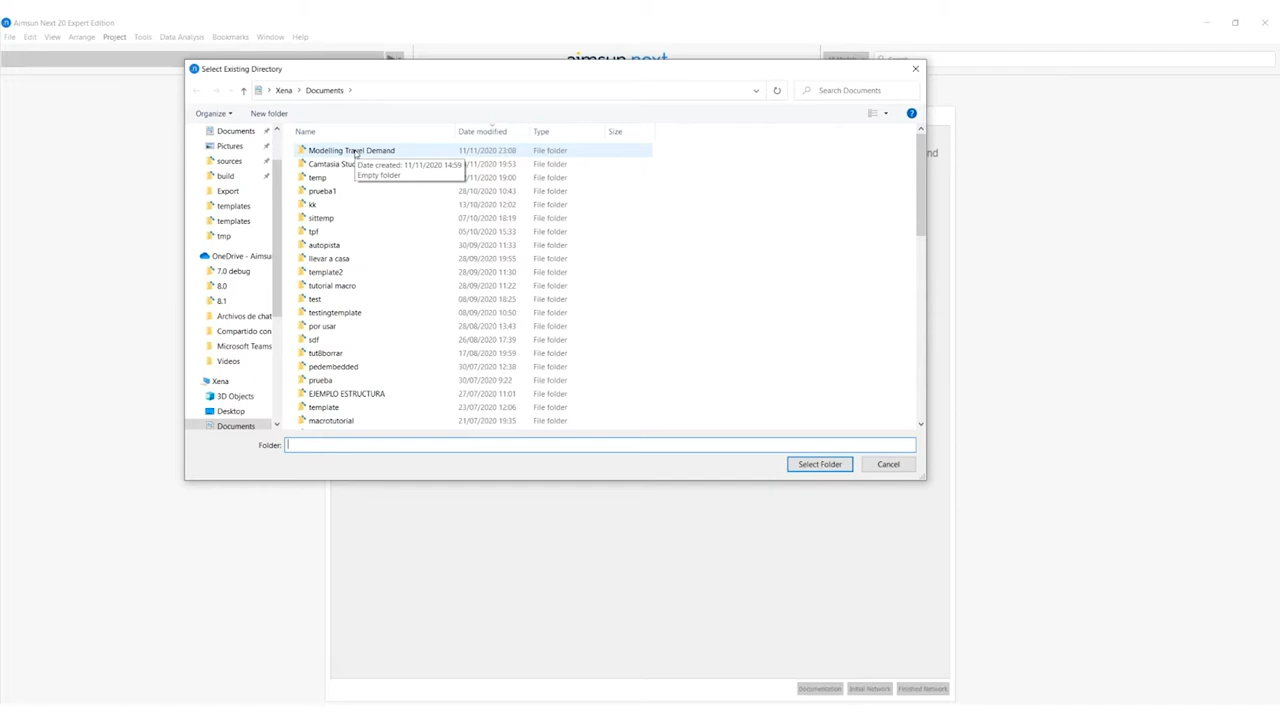 Aimsun Next 20 Expert Edition
File Edit View Arrange Project Tools Data Analysis Bookmarks Window Help
aimsun.next
Select Existing Directory
Xena > Documents >
Search Documents
Organize New folder
Name Date modified Type Size
Documents
Pictures
sources
build
Export
templates
templates
tmp
OneDrive - Aimsu
7.0 debug
8.0
8.1
Archivos de chat
Compartido con
Microsoft Teams
Videos
Xena
3D Objects
Desktop
Documents
Modelling Travel Demand 11/11/2020 23:08 File folder
Camtasia Stu /11/2020 19:53 File folder
Date created: 11/11/2020 14:59
Empty folder
temp /11/2020 19:00 File folder
prueba1 28/10/2020 10:43 File folder
kk 13/10/2020 12:02 File folder
sittemp 07/10/2020 18:19 File folder
tpf 05/10/2020 15:33 File folder
autopista 30/09/2020 11:33 File folder
llevar a casa 28/09/2020 19:55 File folder
template2 28/09/2020 11:30 File folder
tutorial macro 28/09/2020 11:22 File folder
test 08/09/2020 18:25 File folder
testingtemplate 08/09/2020 10:50 File folder
por usar 28/08/2020 13:43 File folder
sdf 26/08/2020 17:39 File folder
tut8borrar 17/08/2020 19:59 File folder
pedembedded 30/07/2020 12:38 File folder
prueba 30/07/2020 9:22 File folder
EJEMPLO ESTRUCTURA 27/07/2020 11:01 File folder
template 23/07/2020 12:06 File folder
macrotutorial 21/07/2020 19:35 File folder
nd
Folder:
Select Folder Cancel
Documentation Initial Network Finished Network